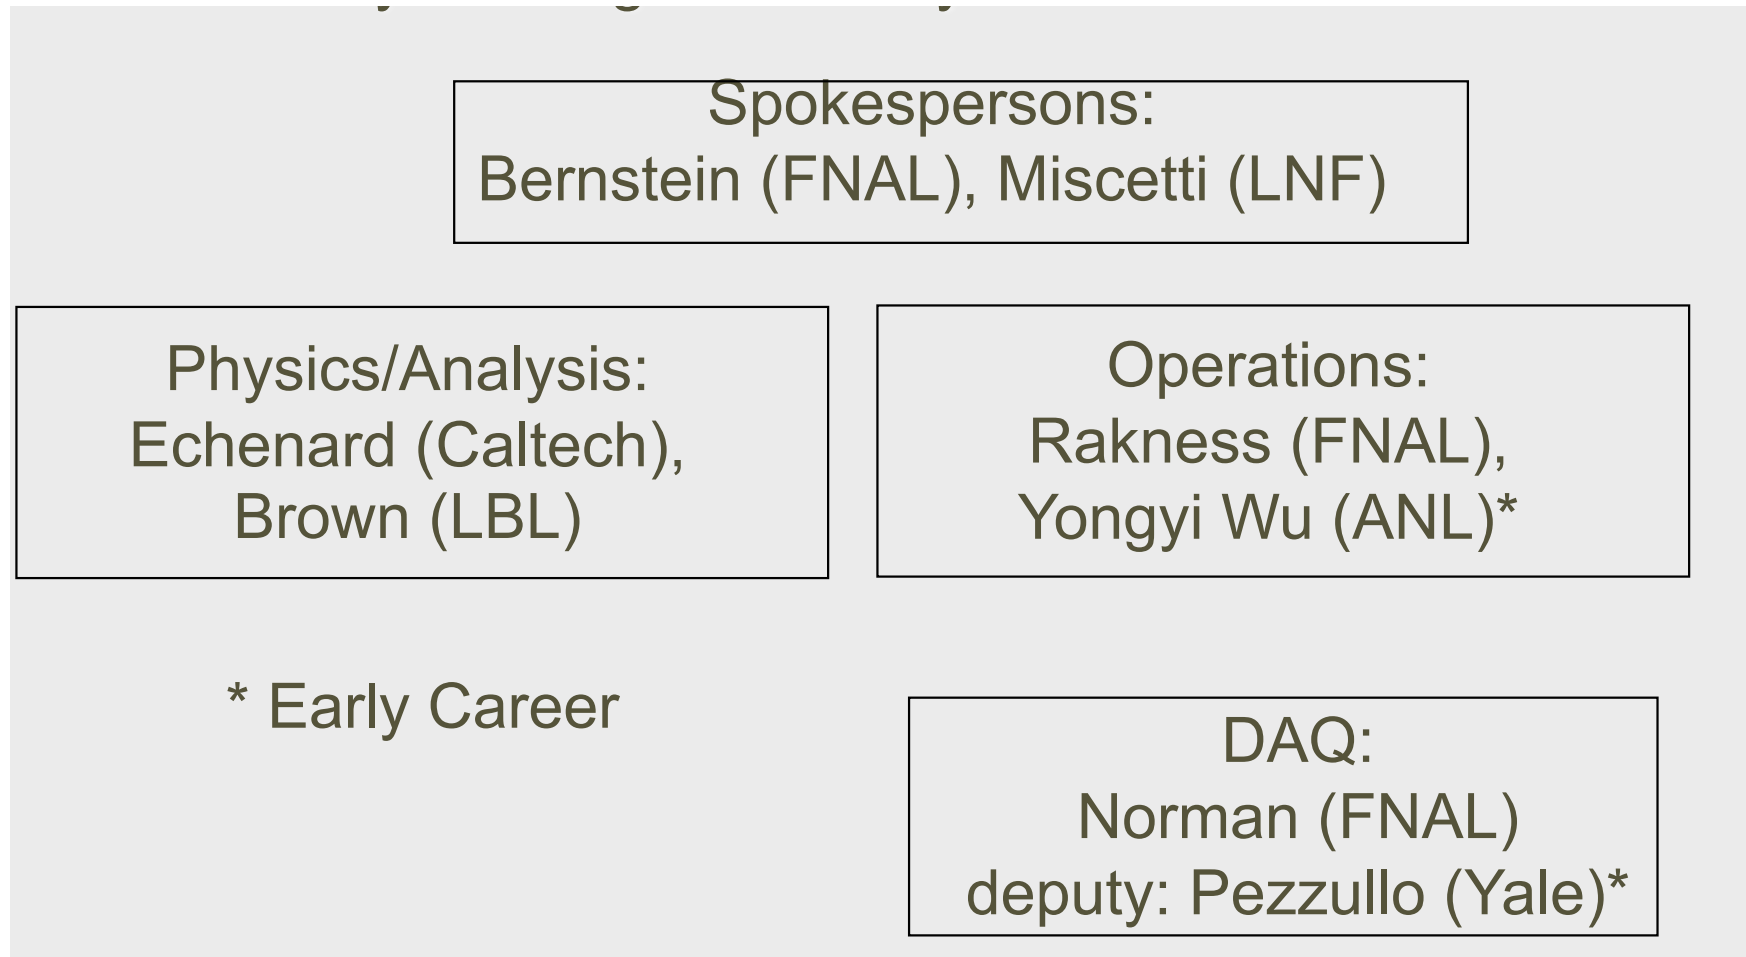 Spokespersons:
Bernstein (FNAL), Miscetti (LNF)
Physics/Analysis:
Echenard (Caltech),
Brown (LBL)
Operations:
Rakness (FNAL),
Yongyi Wu (ANL)*
* Early Career
DAQ:
Norman (FNAL)
deputy: Pezzullo (Yale)*